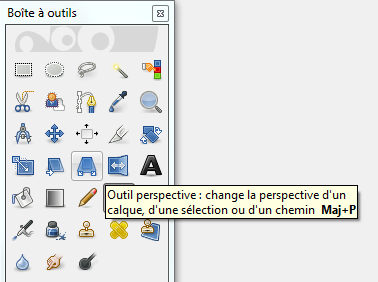 Boîte à outils
Outil perspective : change la perspective d'un
calque, d'une sélection ou d'un chemin Maj+P